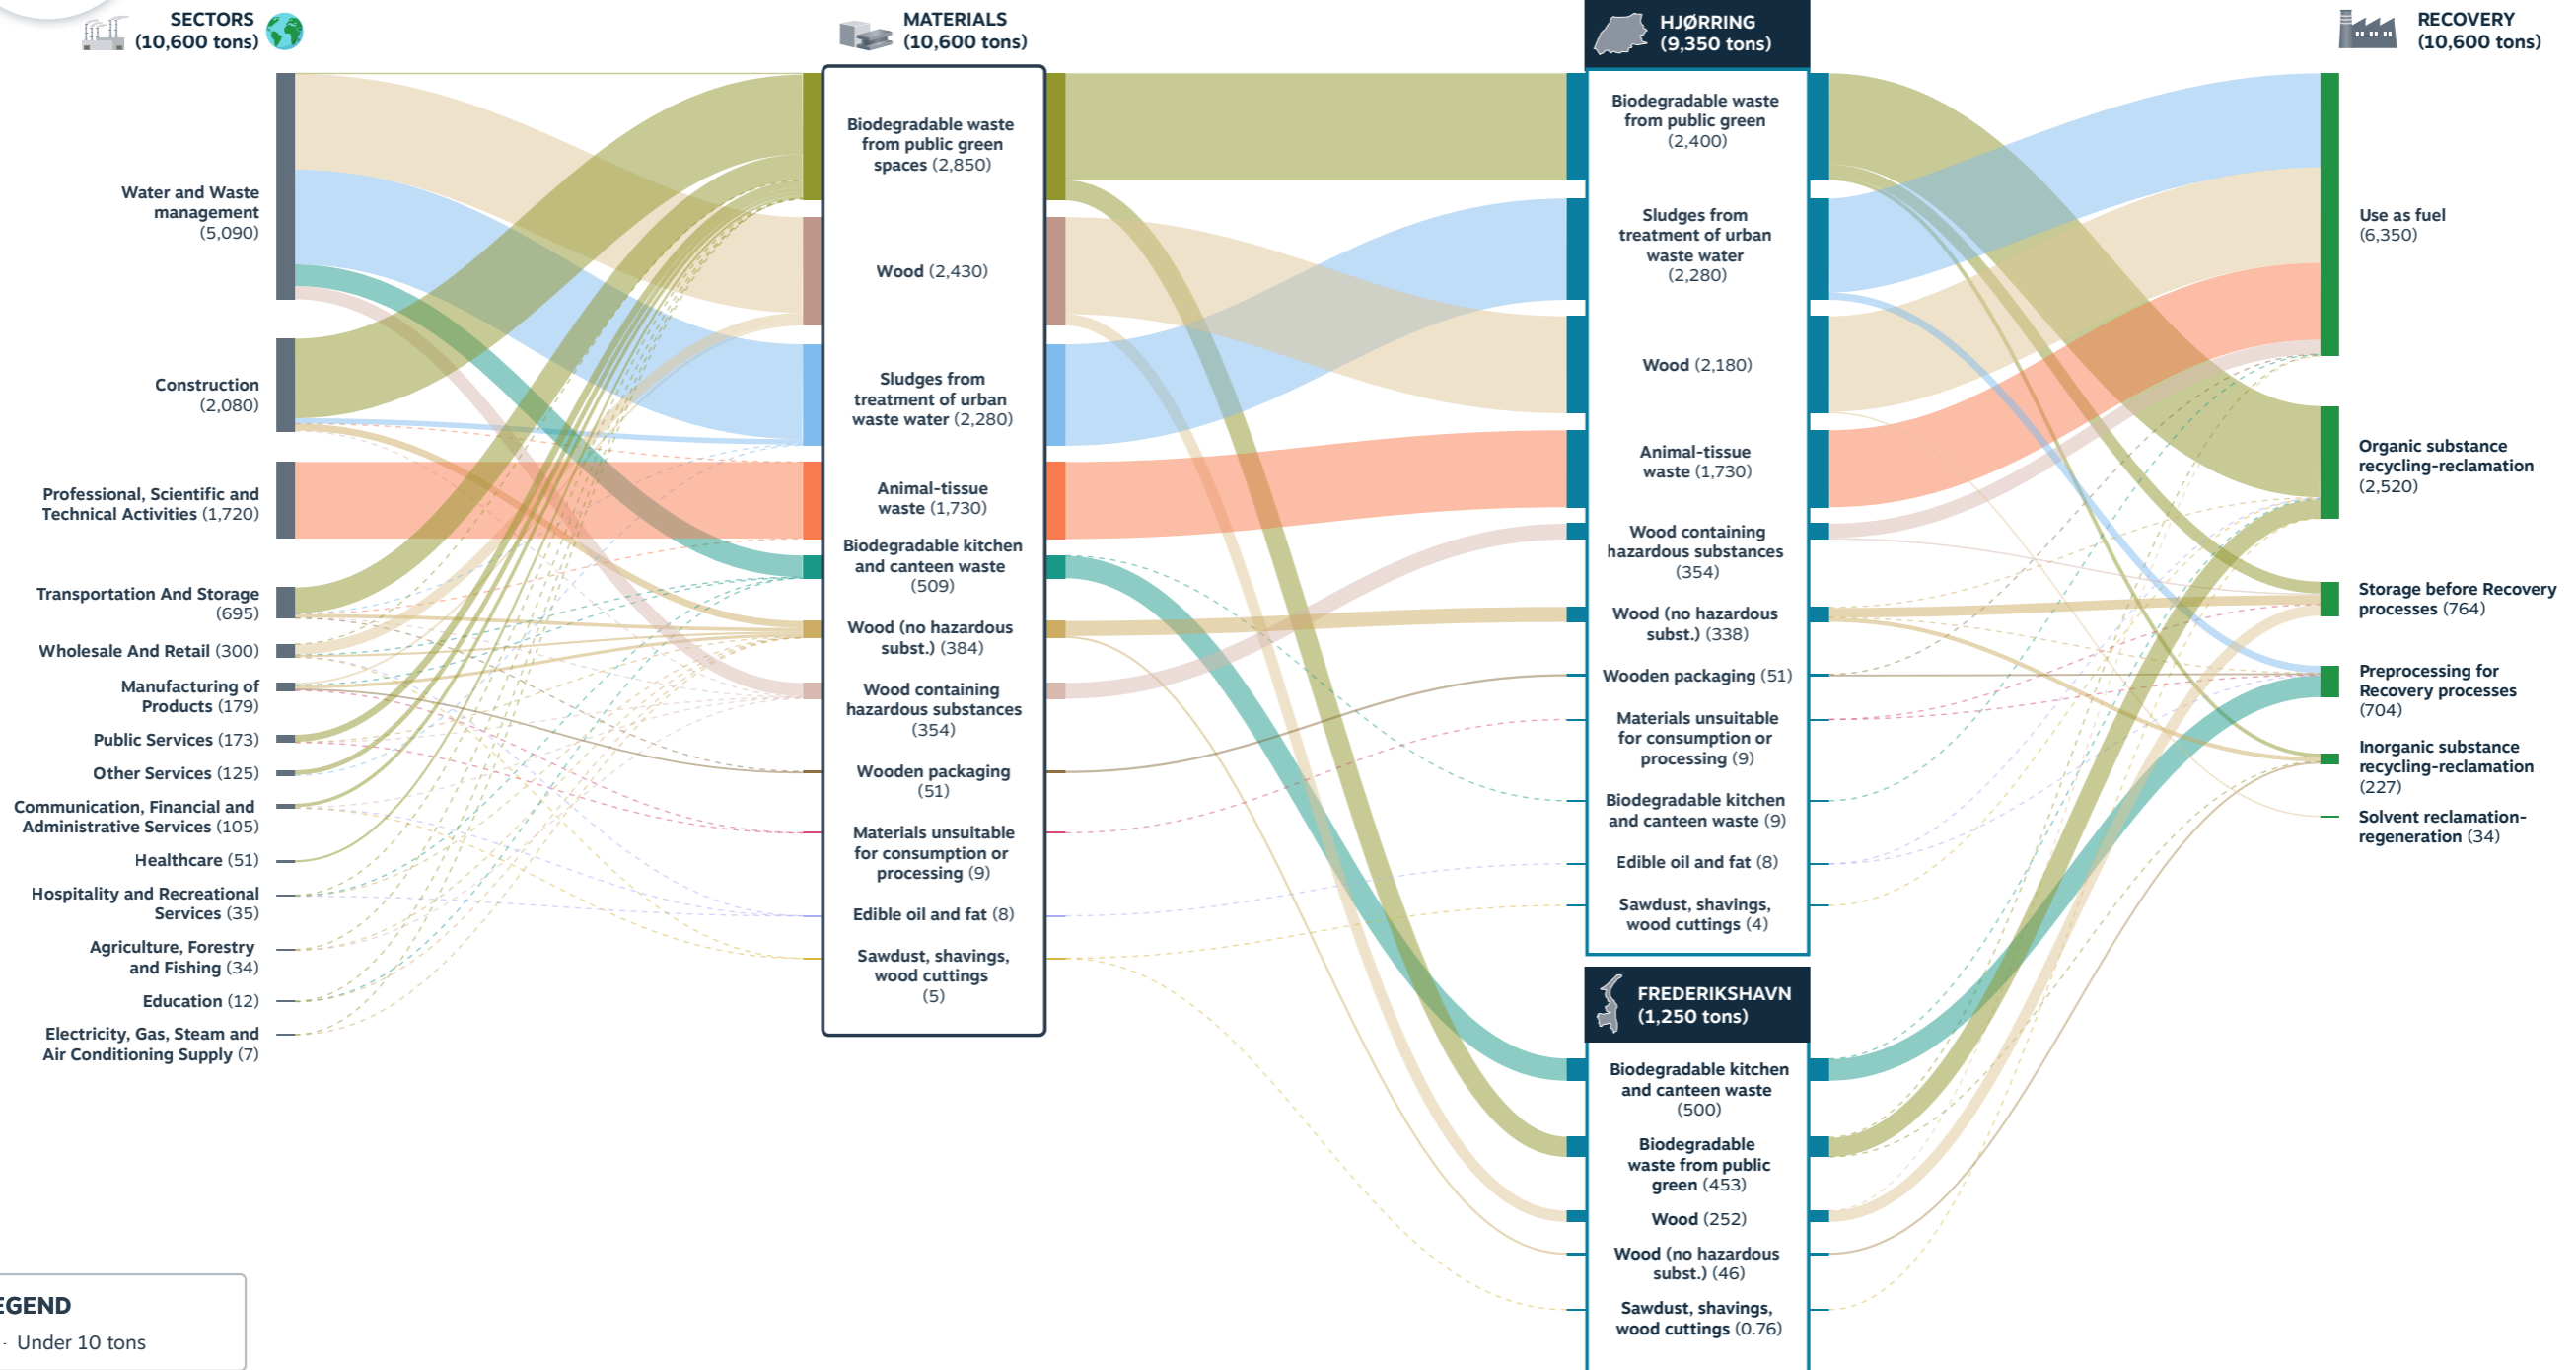 SECTORS
(10,600 tons)
Water and Waste
management
(5,090)
Construction
(2,080)
Professional, Scientific and
Technical Activities (1,720)
Transportation And Storage
(695)
Wholesale And Retail (300)
Manufacturing of
Products (179)
Public Services (173)
Other Services (125)
Communication, Financial and
Administrative Services (105)
Healthcare (51)
Hospitality and Recreational
Services (35)
Agriculture, Forestry
and Fishing (34)
Education (12)
Electricity, Gas, Steam and
Air Conditioning Supply (7)
MATERIALS
(10,600 tons)
Biodegradable waste
from public green
spaces (2,850)
Wood (2,430)
Sludges from
treatment of urban
waste water (2,280)
Animal-tissue
waste (1,730)
Biodegradable kitchen
and canteen waste
(509)
Wood (no hazardous
subst.) (384)
Wood containing
hazardous substances
(354)
Wooden packaging
(51)
Materials unsuitable
for consumption or
processing (9)
Edible oil and fat (8)
Sawdust, shavings,
wood cuttings
(5)
HJØRRING
(9,350 tons)
Biodegradable waste
from public green
(2,400)
Sludges from
treatment of urban
waste water
(2,280)
Wood (2,180)
Animal-tissue
waste (1,730)
Wood containing
hazardous substances
(354)
Wood (no hazardous
subst.) (338)
Wooden packaging (51)
Materials unsuitable
for consumption or
processing (9)
Biodegradable kitchen
and canteen waste (9)
Edible oil and fat (8)
Sawdust, shavings,
wood cuttings (4)
FREDERIKSHAVN
(1,250 tons)
Biodegradable kitchen
and canteen waste
(500)
Biodegradable
waste from public
green (453)
Wood (252)
Wood (no hazardous
subst.) (46)
Sawdust, shavings,
wood cuttings (0.76)
RECOVERY
(10,600 tons)
Use as fuel
(6,350)
Organic substance
recycling-reclamation
(2,520)
Storage before Recovery
processes (764)
Preprocessing for
Recovery processes
(704)
Inorganic substance
recycling-reclamation
(227)
Solvent reclamation-
regeneration (34)
EGEND
Under 10 tons